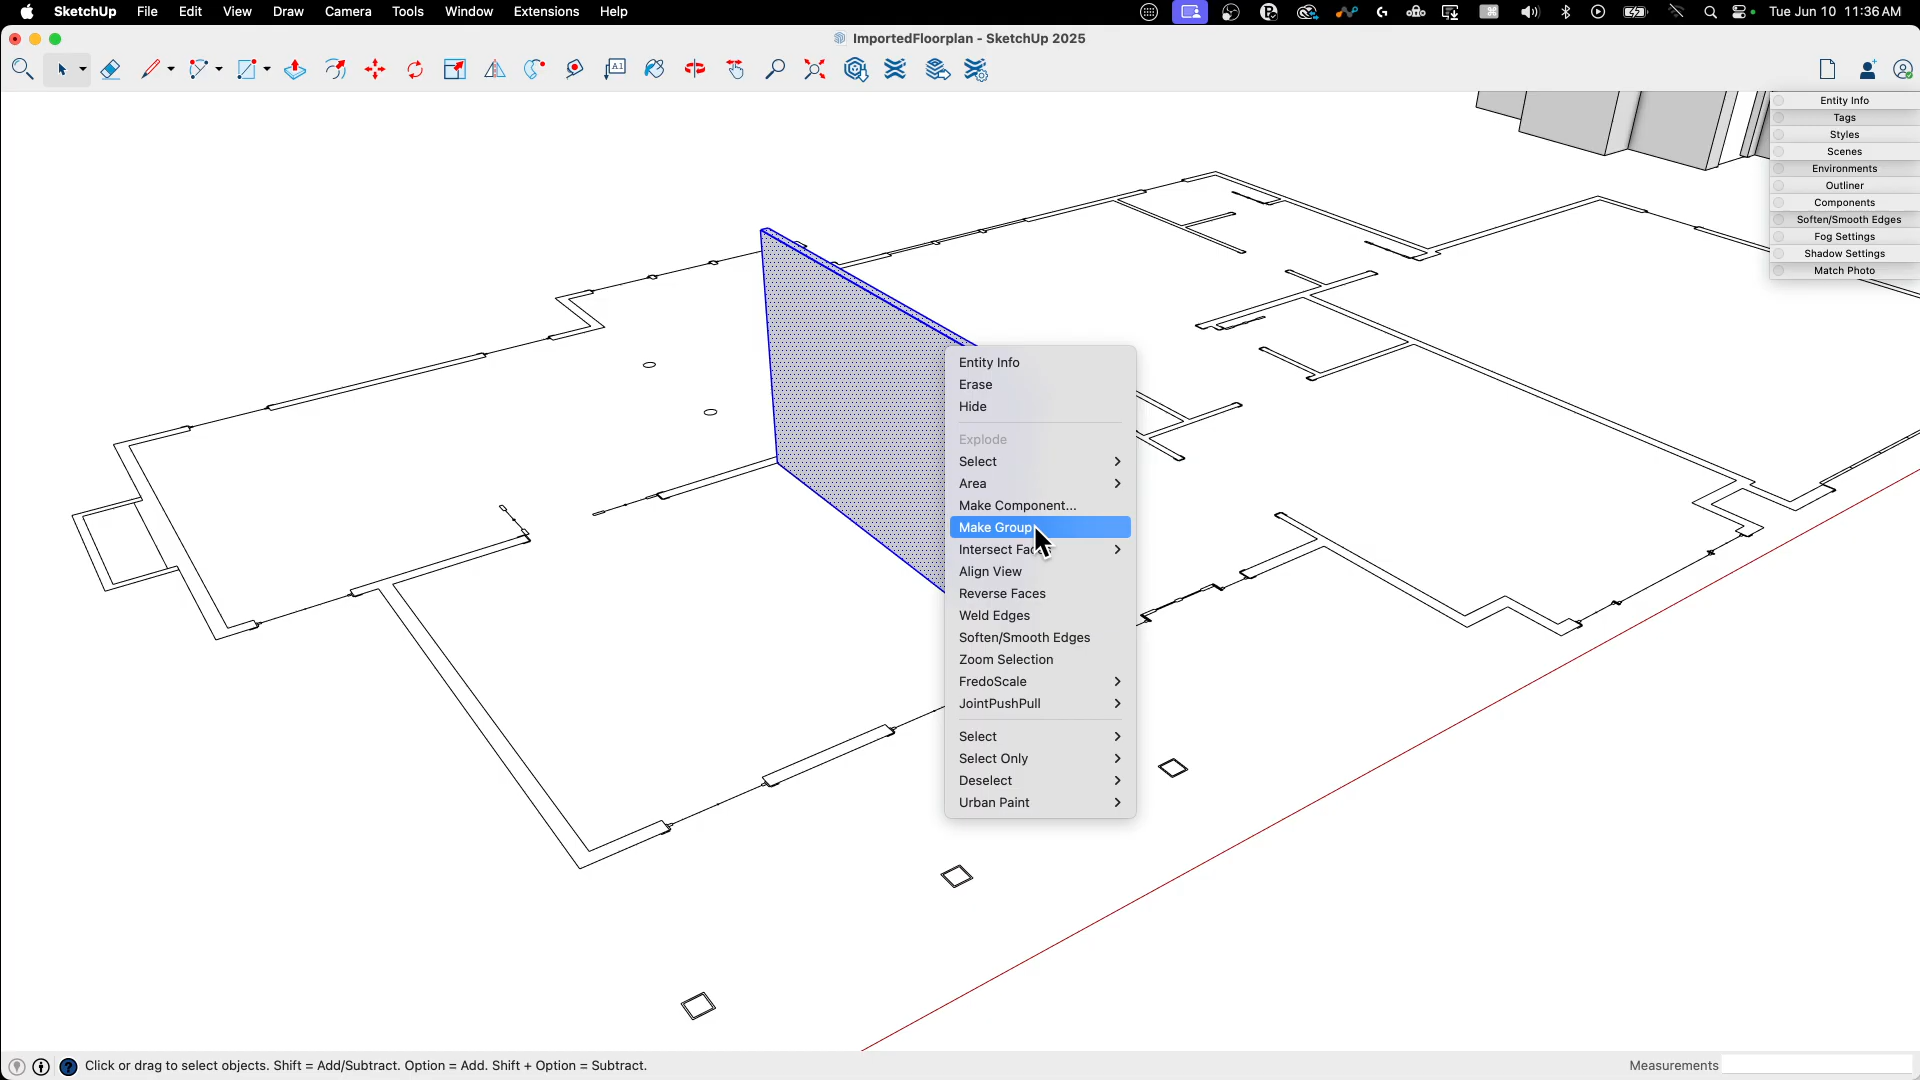 SketchUp File Edit View Draw Camera Tools Window Extensions Help Tue Jun 10 11:36 AM
ImportedFloorplan - SketchUp 2025
A1
Entity Info
Tags
Styles
Scenes
Environments
Outliner
Components
Soften/Smooth Edges
Fog Settings
Shadow Settings
Match Photo
Entity Info
Erase
Hide
Explode
Select
Area
Make Component...
Make Group
Intersect Fac
Align View
Reverse Faces
Weld Edges
Soften/Smooth Edges
Zoom Selection
FredoScale
JointPushPull
Select
Select Only
Deselect
Urban Paint
Click or drag to select objects. Shift = Add/Subtract. Option = Add. Shift + Option = Subtract.
Measurements